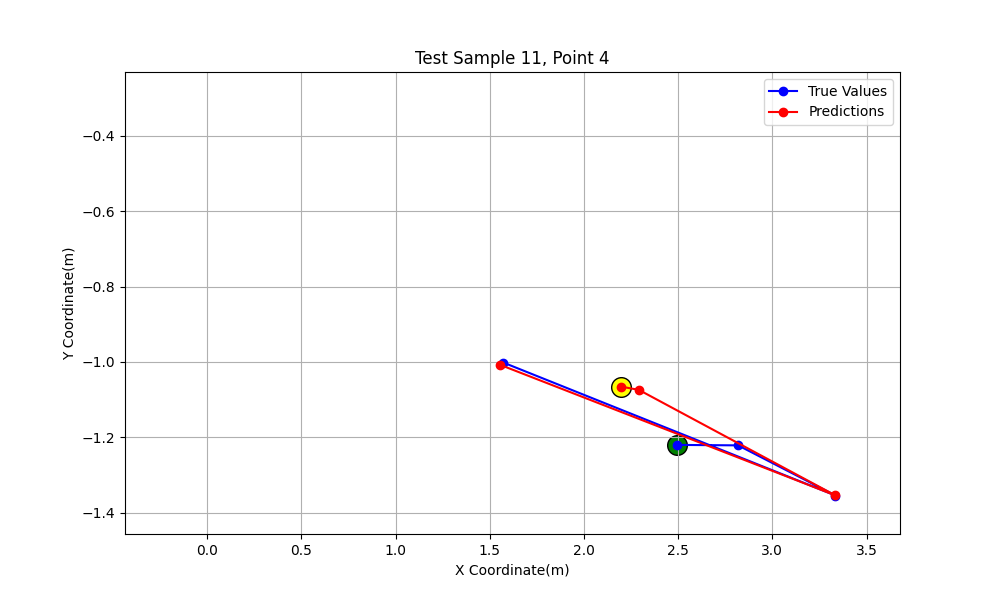 Test Sample 11, Point 4
True Values
Predictions
−0.4
−0.6
−0.8
−1.0
−1.2
−1.4
Y Coordinate(m)
0.0 0.5 1.0 1.5 2.0 2.5 3.0 3.5
X Coordinate(m)